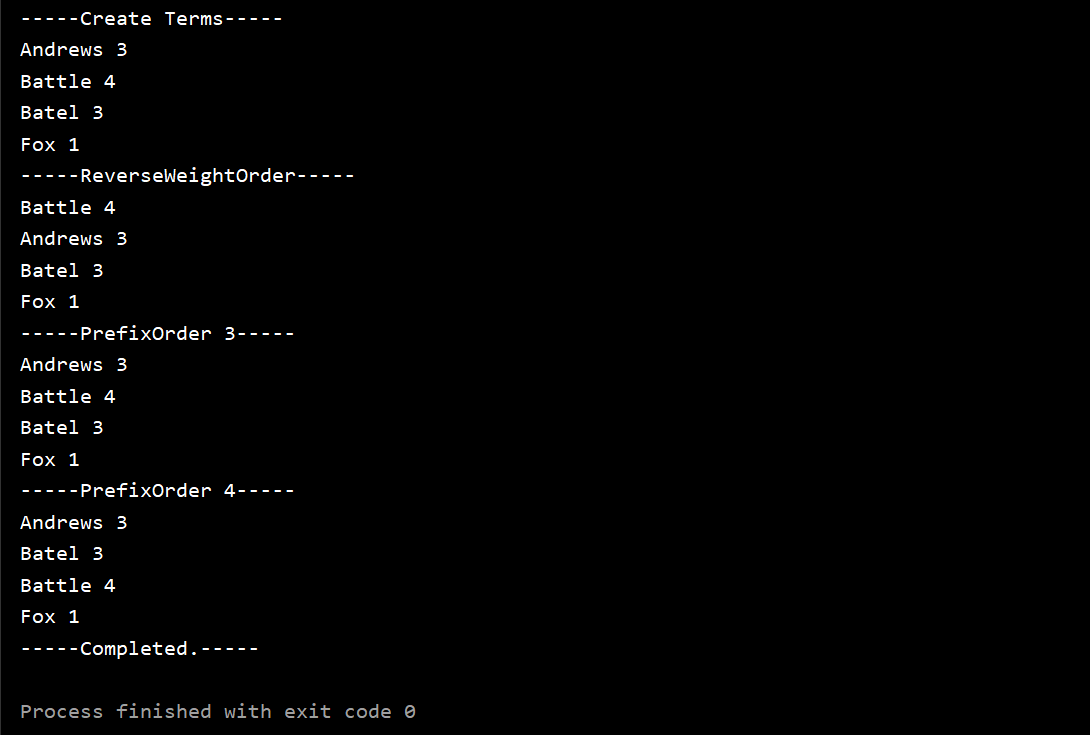 -----Create Terms-----
Andrews 3
Battle 4
Batel 3
Fox 1
-----ReverseWeightOrder-----
Battle 4
Andrews 3
Batel 3
Fox 1
-----PrefixOrder 3-----
Andrews 3
Battle 4
Batel 3
Fox 1
-----PrefixOrder 4-----
Andrews 3
Batel 3
Battle 4
Fox 1
-----Completed.-----
Process finished with exit code 0